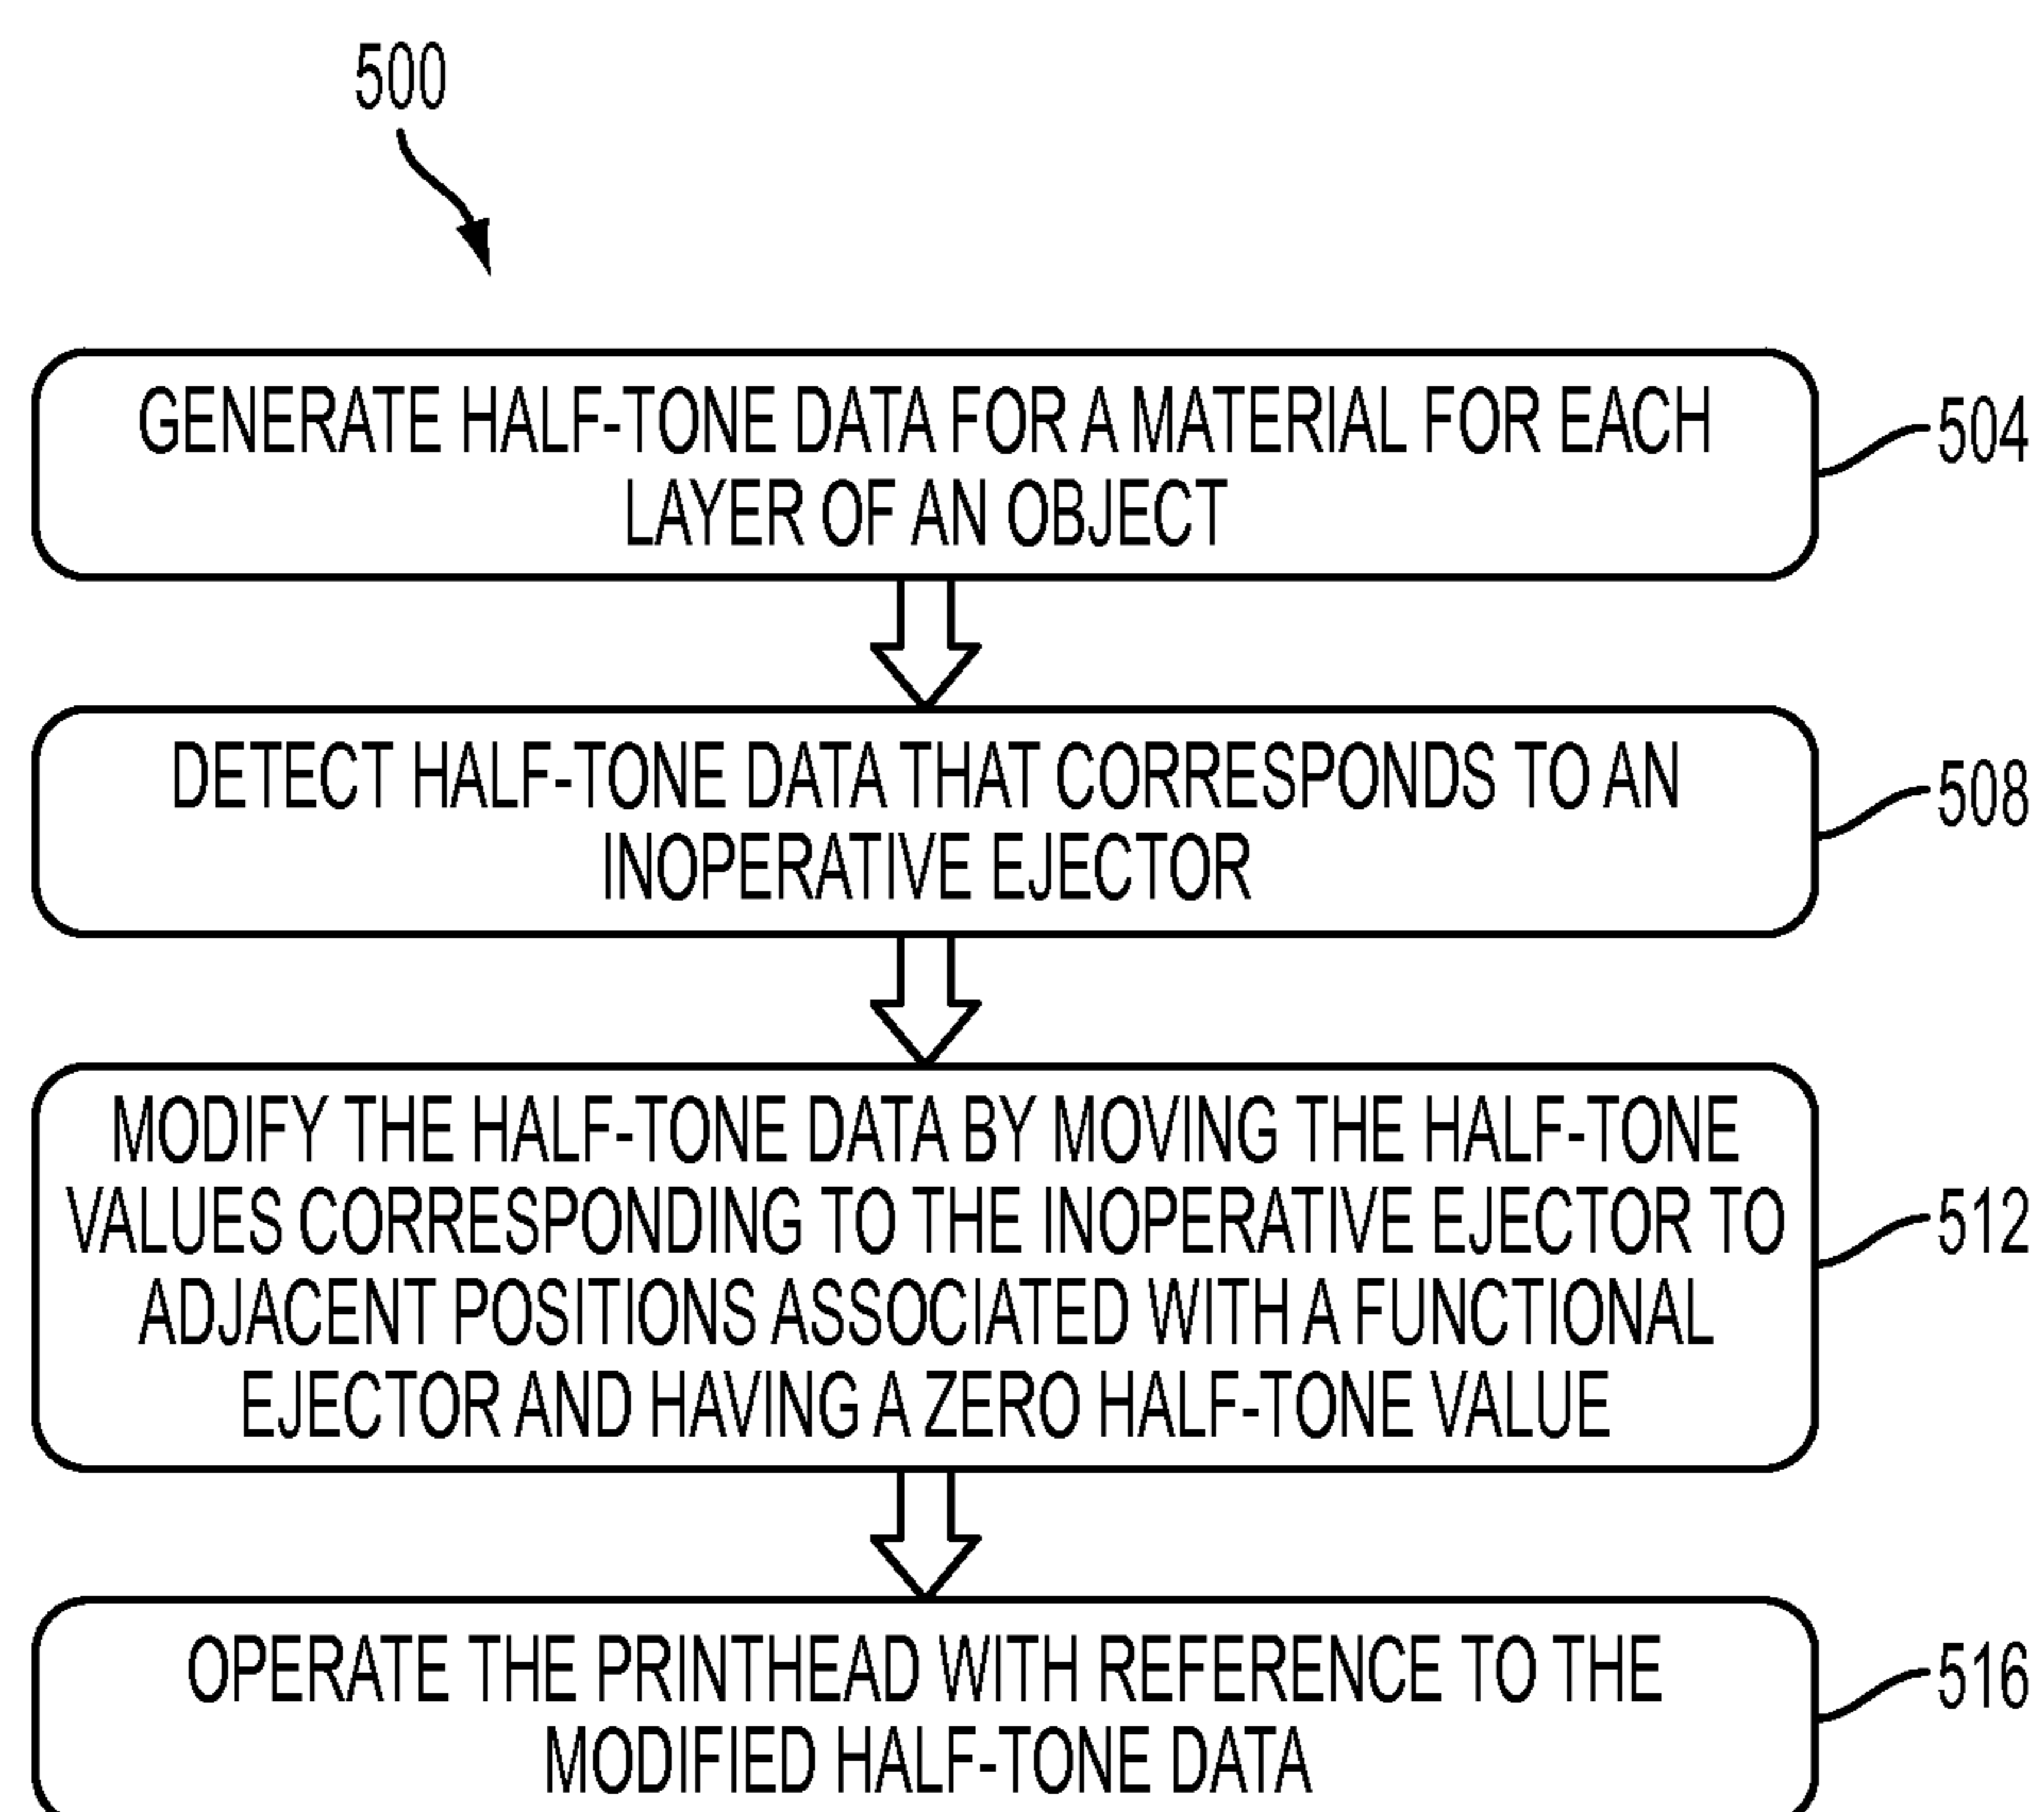 500
GENERATE HALF-TONE DATA FOR A MATERIAL FOR EACH
LAYER OF AN OBJECT
504
DETECT HALF-TONE DATA THAT CORRESPONDS TO AN
INOPERATIVE EJECTOR
508
MODIFY THE HALF-TONE DATA BY MOVING THE HALF-TONE
VALUES CORRESPONDING TO THE INOPERATIVE EJECTOR TO
ADJACENT POSITIONS ASSOCIATED WITH A FUNCTIONAL
EJECTOR AND HAVING A ZERO HALF-TONE VALUE
512
OPERATE THE PRINTHEAD WITH REFERENCE TO THE
MODIFIED HALF-TONE DATA
516